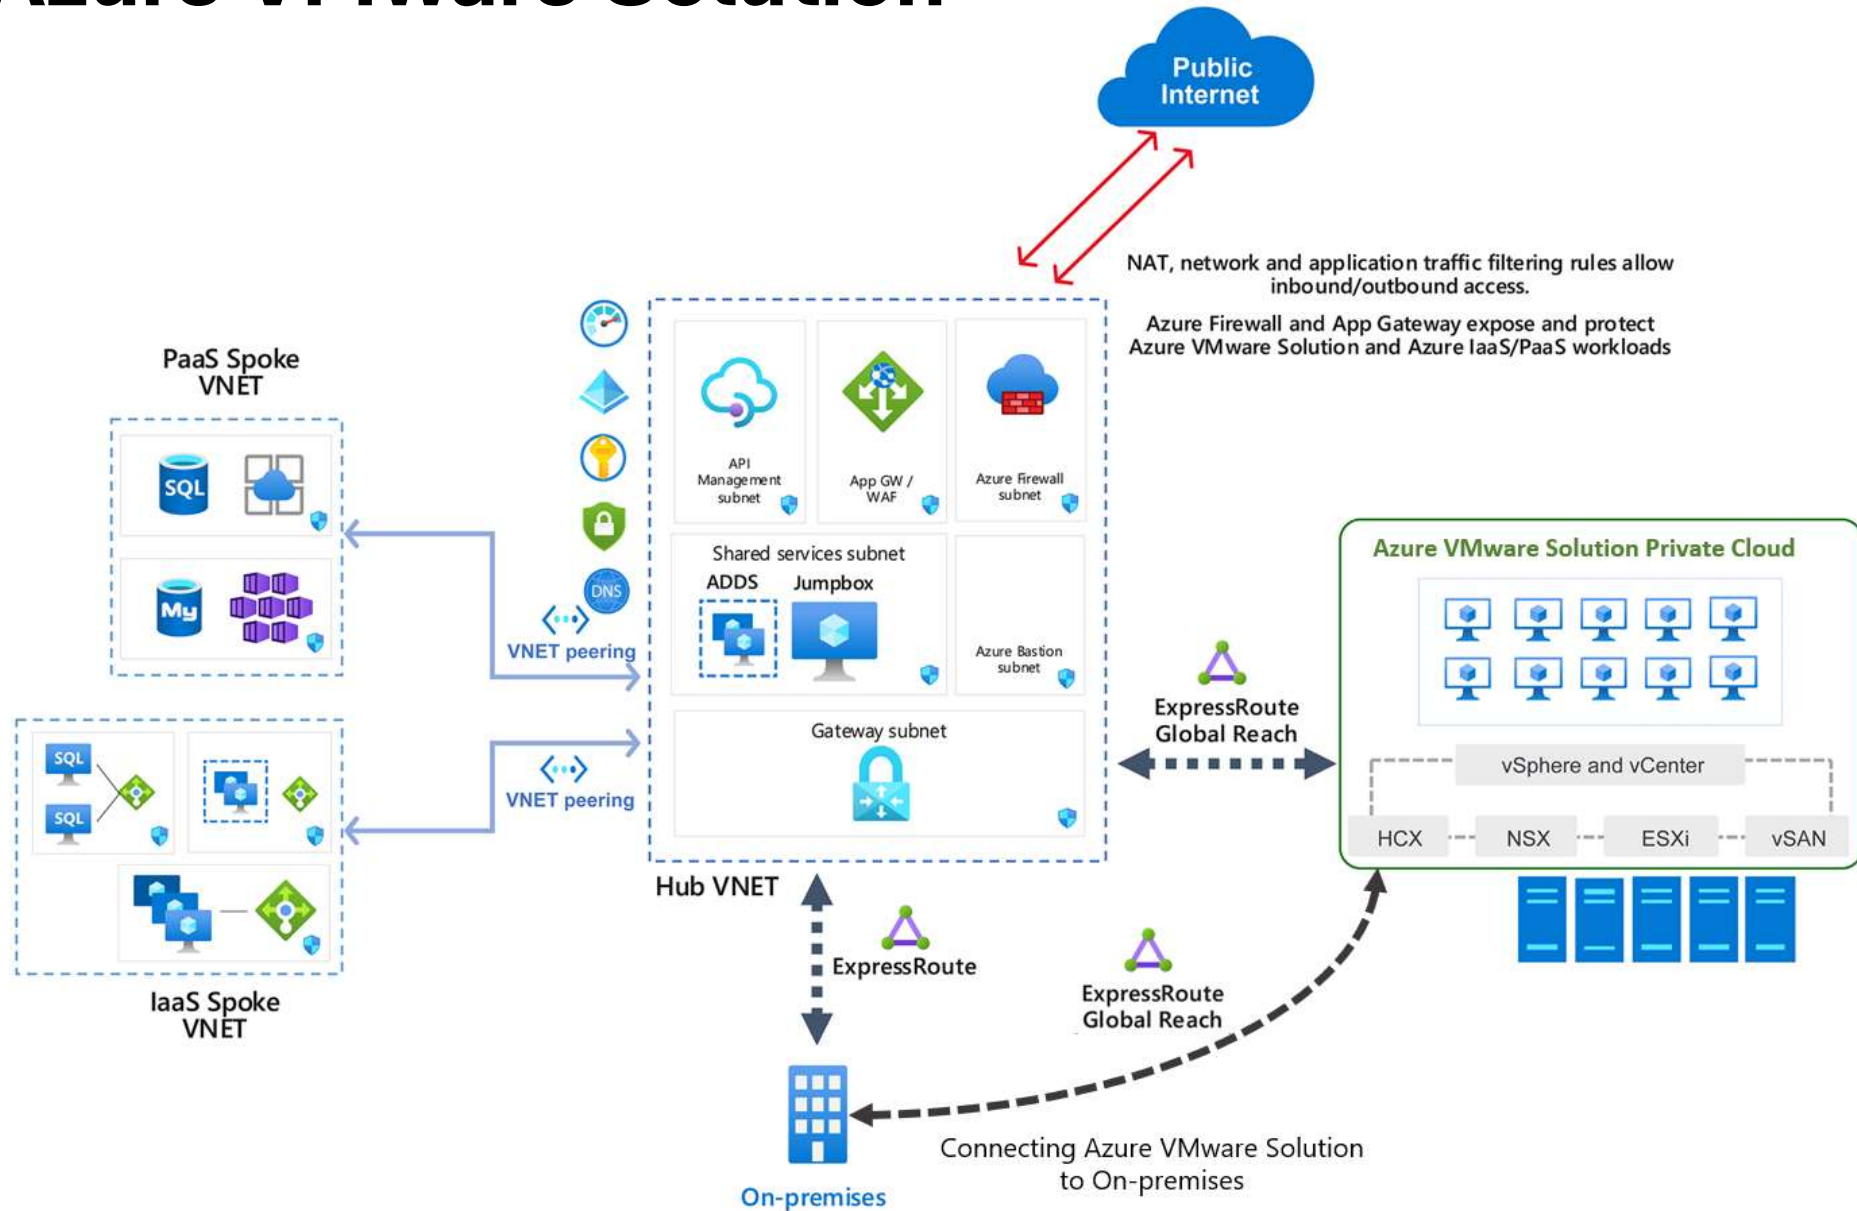 Azure VMware Solution
Public
Internet
NAT, network and application traffic filtering rules allow
inbound/outbound access.
Azure Firewall and App Gateway expose and protect
Azure VMware Solution and Azure IaaS/PaaS workloads
PaaS Spoke
VNET
SQL
My
DNS
VNET peering
API
Management
subnet
App GW /
WAF
Azure Firewall
subnet
Shared services subnet
ADDS
Jumpbox
Azure Bastion
subnet
Gateway subnet
Hub VNET
VNET peering
SQL
SQL
IaaS Spoke
VNET
ExpressRoute
Global Reach
Azure VMware Solution Private Cloud
vSphere and vCenter
HCX
NSX
ESXi
vSAN
ExpressRoute
ExpressRoute
Global Reach
Connecting Azure VMware Solution
to On-premises
On-premises